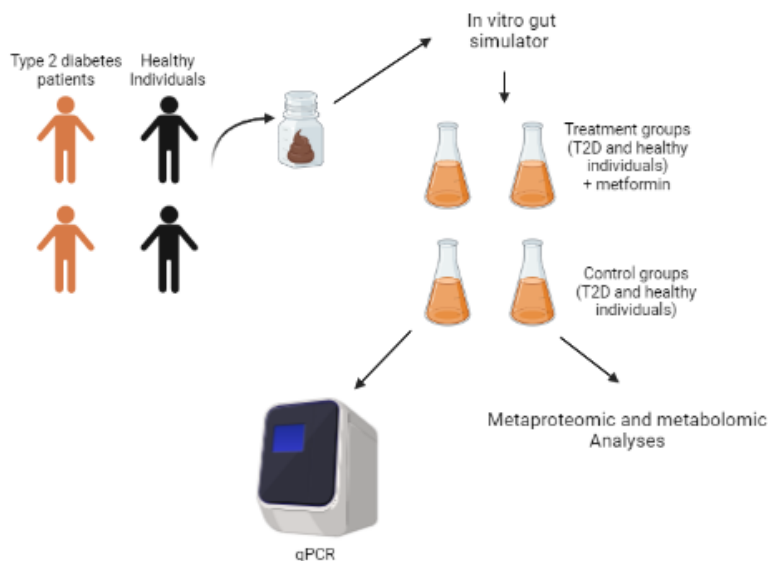 Type 2 diabetes
patients
Healthy
Individuals
In vitro gut
simulator
Treatment groups
(T2D and healthy
individuals)
+ metformin
Control groups
(T2D and healthy
individuals)
Metaproteomic and metabolomic
Analyses
qPCR